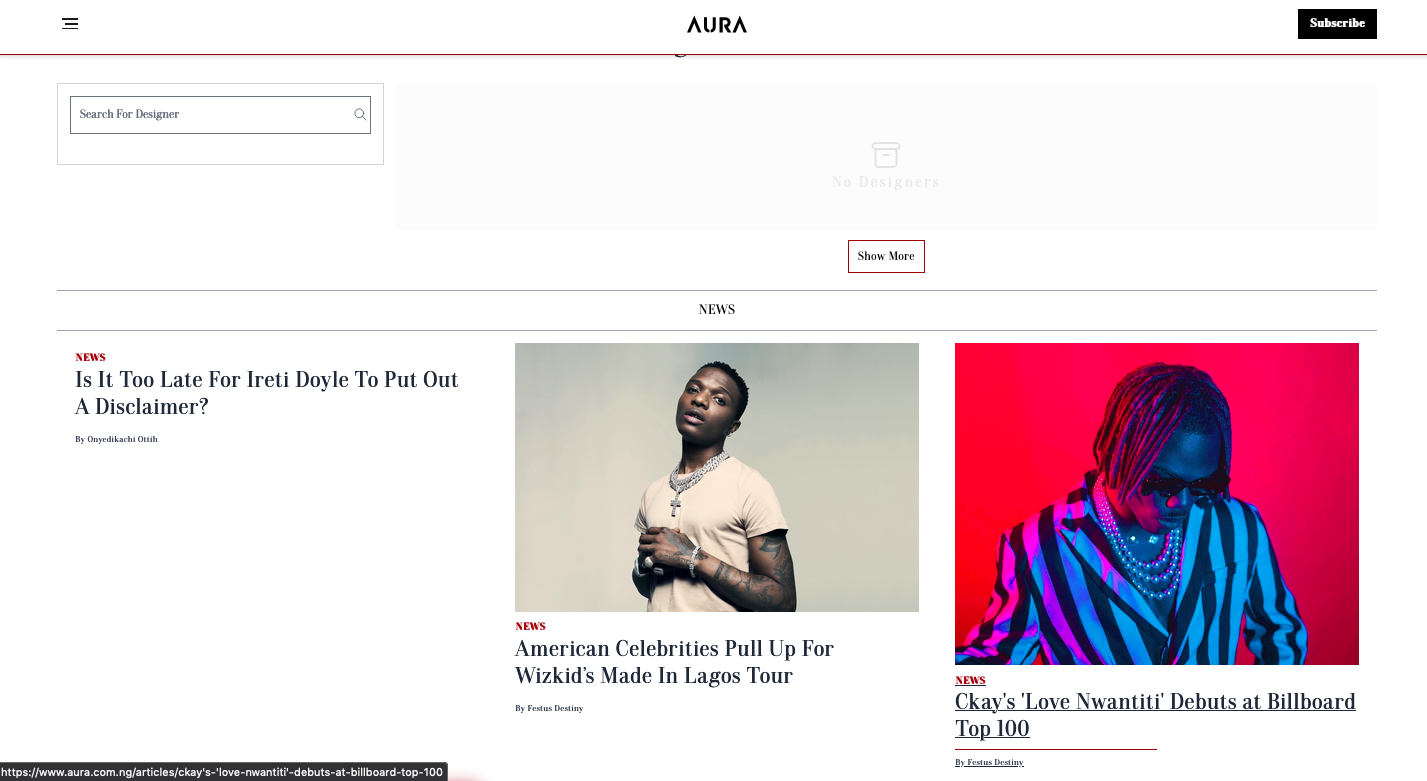 AURA
Subscribe
Search For Designer
No Designers
Show More
NEWS
NEWS
Is It Too Late For Ireti Doyle To Put Out
A Disclaimer?
By Onyedikachi Ottih
NEWS
American Celebrities Pull Up For
Wizkid’s Made In Lagos Tour
By Festus Destiny
NEWS
Ckay's 'Love Nwantiti' Debuts at Billboard
Top 100
By Festus Destiny
https://www.aura.com.ng/articles/ckay's-'love-nwantiti'-debuts-at-billboard-top-100